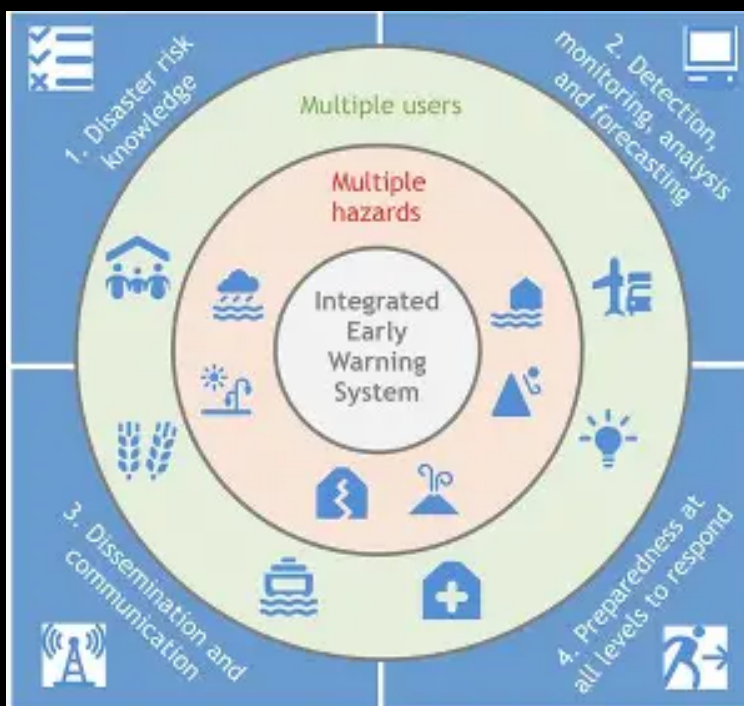 1. Disaster risk
knowledge
2. Detection,
monitoring, analysis
and forecasting
Multiple users
Multiple
hazards
Integrated
Early
Warning
System
3. Dissemination and
communication
4. Preparedness at
all levels to respond